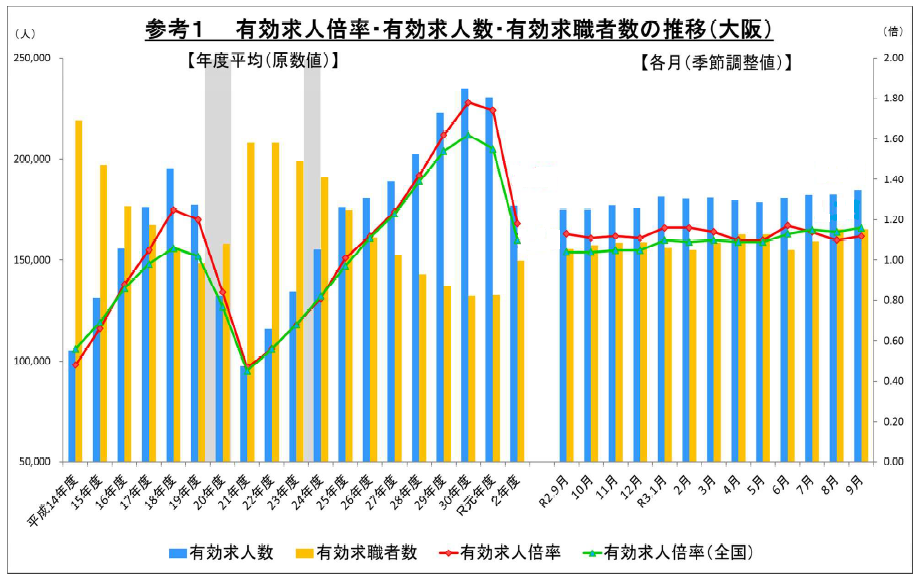 参考1 有効求人倍率・有効求人数・有効求職者数の推移(大阪)
(人)
(倍)
【年度平均(原数値)】
【各月(季節調整値)】
250,000
200,000
150,000
100,000
50,000
2.00
1.80
1.60
1.40
1.20
1.00
0.80
0.60
0.40
0.20
0.00
平成14年度
15年度
16年度
17年度
18年度
19年度
20年度
21年度
22年度
23年度
24年度
25年度
26年度
27年度
28年度
29年度
30年度
R元年度
2年度
R2 9月
10月
11月
12月
R3 1月
2月
3月
4月
5月
6月
7月
8月
9月
有効求人数
有効求職者数
有効求人倍率
有効求人倍率(全国)